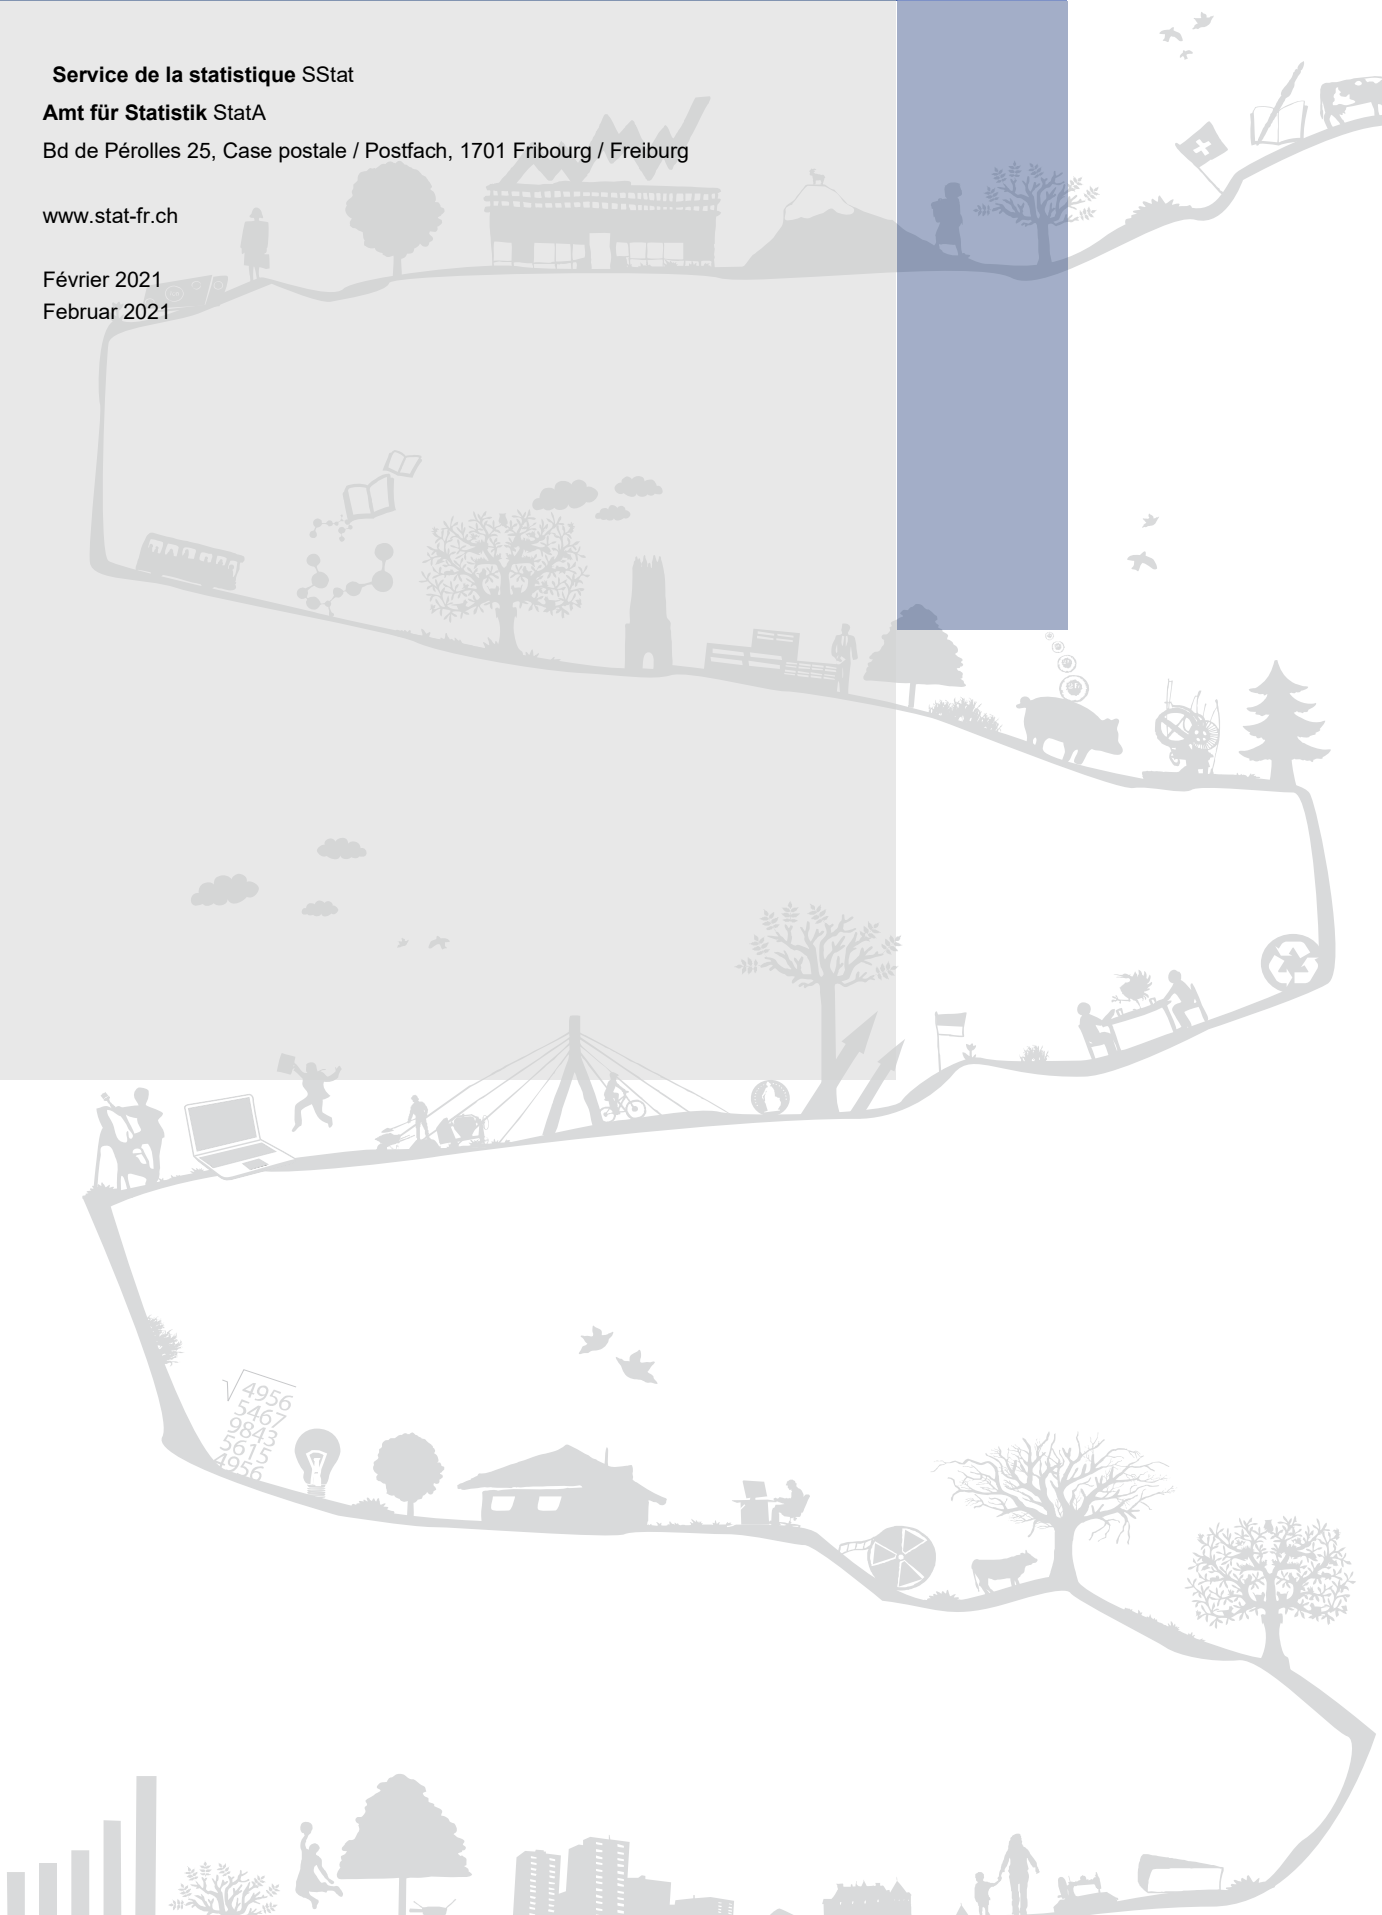 Service de la statistique SStat
Amt für Statistik StatA
Bd de Pérolles 25, Case postale / Postfach, 1701 Fribourg / Freiburg
www.stat-fr.ch
Février 2021
Februar 2021
4956
5467
9843
5615
4956